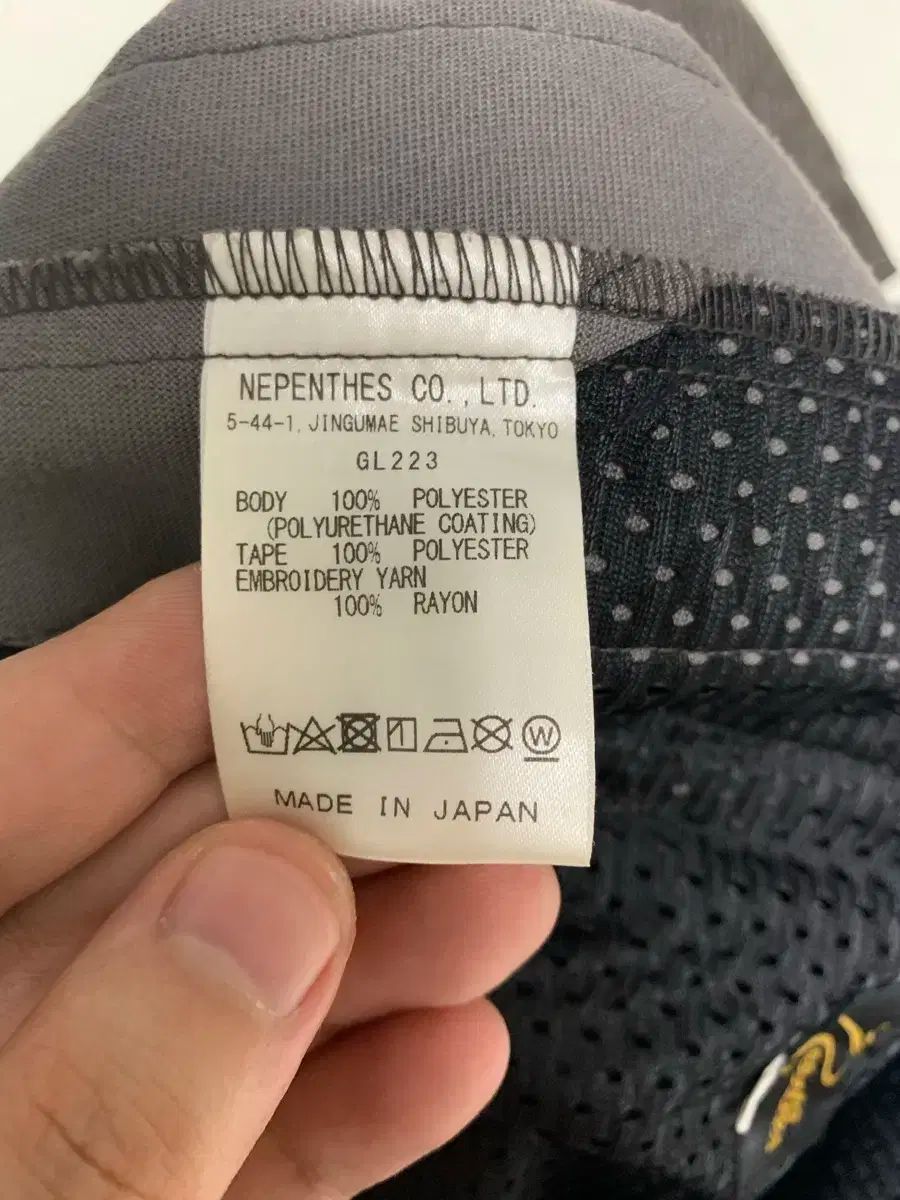 NEPENTHES CO., LTD.
5-44-1, JINGUMAE SHIBUYA, TOKYO
GL223
BODY 100% POLYESTER
(POLYURETHANE COATING)
TAPE 100% POLYESTER
EMBROIDERY YARN
100% RAYON
W
MADE IN JAPAN